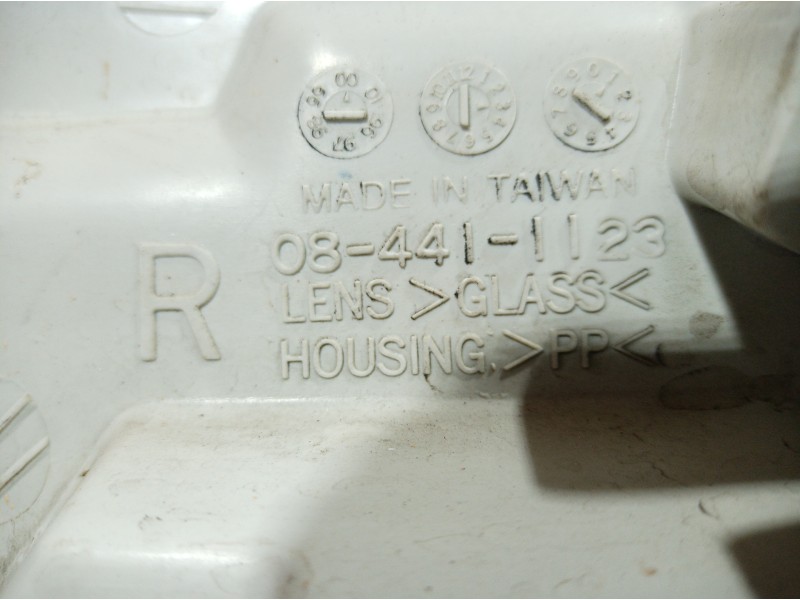 MADE IN TAIWAN
08-441-1123
R
LENS >GLASS<
HOUSING.>PP<